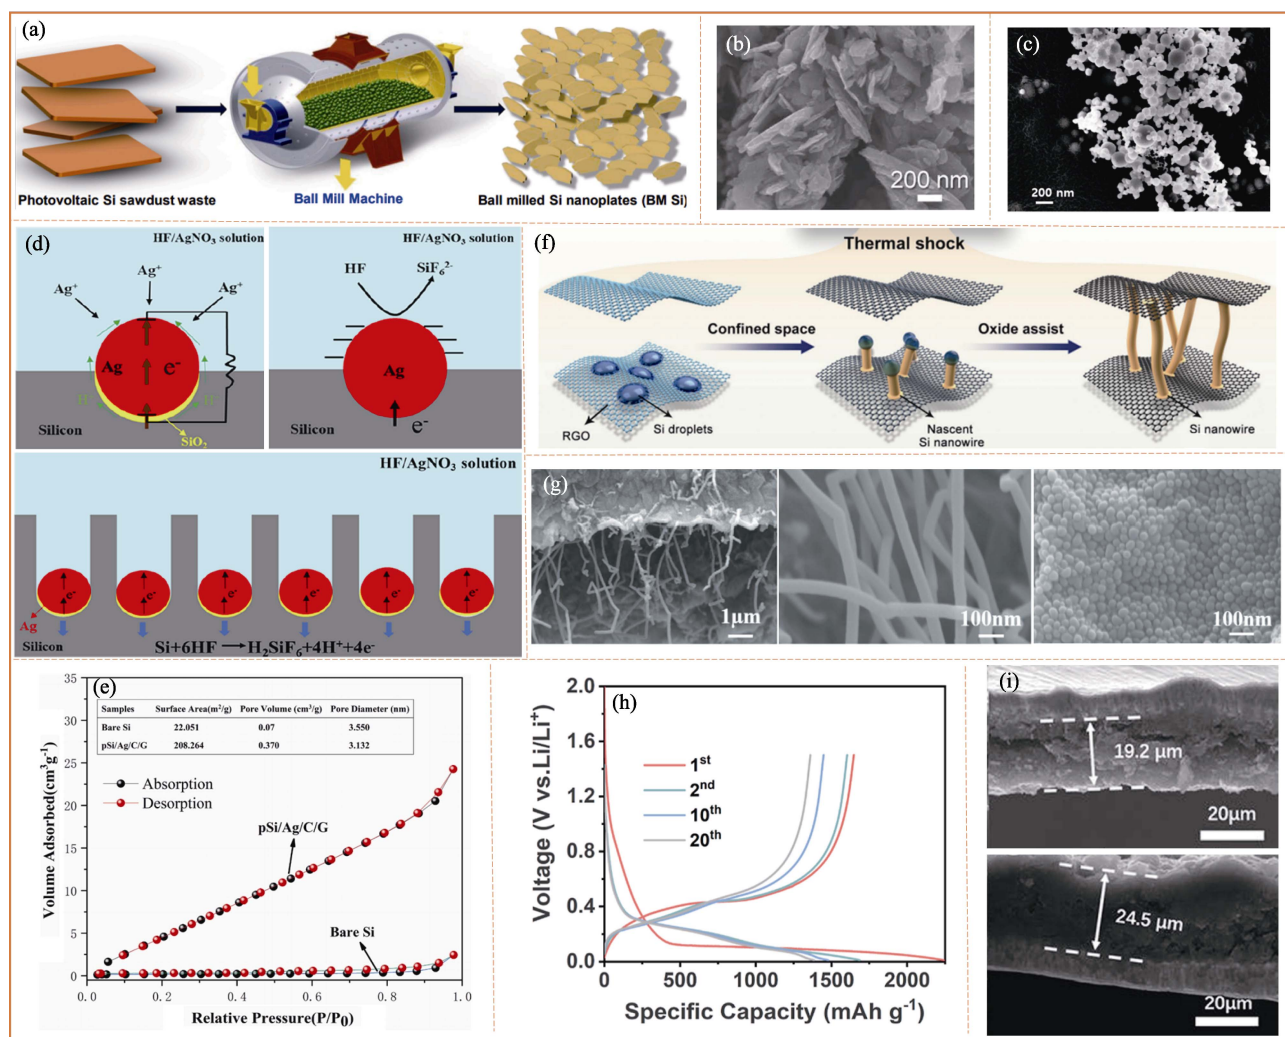 (a)
Photovoltaic Si sawdust waste
Ball Mill Machine
Ball milled Si nanoplates (BM Si)
(b)
200 nm
(c)
200 nm
(d)
HF/AgNO₃ solution
Ag⁺
Ag⁺
Ag⁺
Ag
e⁻
H
H
Silicon
SiO₂
HF/AgNO₃ solution
HF
SiF₆²⁻
Ag
Silicon
e⁻
HF/AgNO₃ solution
e⁻
e⁻
e⁻
e⁻
e⁻
e⁻
Ag
Silicon
Si+6HF → H₂SiF₆+4H⁺+4e⁻
(f)
Thermal shock
Confined space
Oxide assist
RGO
Si droplets
Nascent
Si nanowire
Si nanowire
(g)
1μm
100nm
100nm
(e)
35
30
25
20
15
10
5
0
Volume Adsorbed(cm³g⁻¹)
Samples Surface Area(m²/g) Pore Volume (cm³/g) Pore Diameter (nm)
Bare Si 22.051 0.07 3.550
pSi/Ag/C/G 208.264 0.370 3.132
Absorption
Desorption
pSi/Ag/C/G
Bare Si
0.0 0.2 0.4 0.6 0.8 1.0
Relative Pressure(P/P₀)
(h)
2.0
1.6
1.2
0.8
0.4
0.0
Voltage (V vs.Li/Li⁺)
1ˢᵗ
2ⁿᵈ
10ᵗʰ
20ᵗʰ
0 500 1000 1500 2000
Specific Capacity (mAh g⁻¹)
(i)
19.2 μm
20μm
24.5 μm
20μm